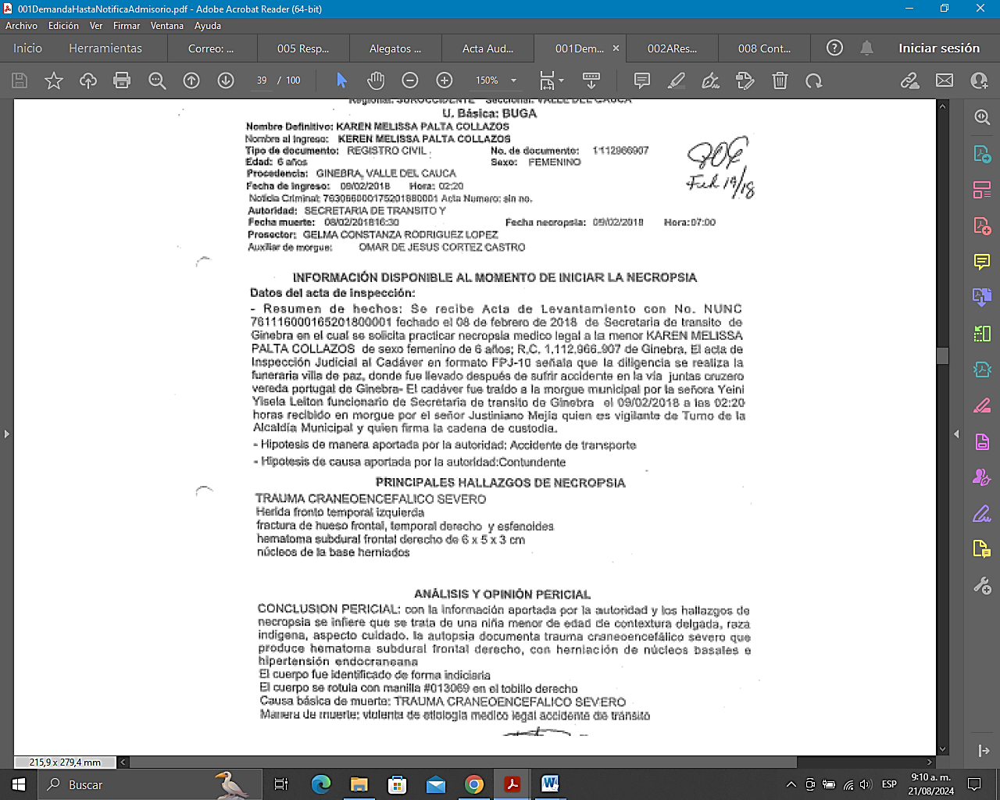 001DemandaHastaNotificaAdmisorio.pdf - Adobe Acrobat Reader (64-bit)
Archivo Edición Ver Firmar Ventana Ayuda
Inicio Herramientas Correo: ... 005 Resp... Alegatos ... Acta Aud... 001Dem... × 002ARes... 008 Cont... Iniciar sesión
39 / 100 150%
Regional: SUROCCIDENTE Seccional: VALLE DEL CAUCA
U. Básica: BUGA
Nombre Definitivo: KAREN MELISSA PALTA COLLAZOS
Nombre al Ingreso: KEREN MELISSA PALTA COLLAZOS
Tipo de documento: REGISTRO CIVIL No. de documento: 1112966907
Edad: 6 años Sexo: FEMENINO
Procedencia: GINEBRA, VALLE DEL CAUCA
Fecha de ingreso: 09/02/2018 Hora: 02:20
Noticia Criminal: 763066000175201880001 Acta Numero: sin no.
Autoridad: SECRETARIA DE TRANSITO Y
Fecha muerte: 08/02/201816:30 Fecha necropsia: 09/02/2018 Hora:07:00
Prosector: GELMA CONSTANZA RODRIGUEZ LOPEZ
Auxiliar de morgue: OMAR DE JESUS CORTEZ CASTRO
19/18
INFORMACIÓN DISPONIBLE AL MOMENTO DE INICIAR LA NECROPSIA
Datos del acta de inspección:
- Resumen de hechos: Se recibe Acta de Levantamiento con No. NUNC
761116000165201800001 fechado el 08 de febrero de 2018 de Secretaria de transito de
Ginebra en el cual se solicita practicar necropsia medico legal a la menor KAREN MELISSA
PALTA COLLAZOS de sexo femenino de 6 años; R.C. 1.112.966.907 de Ginebra. El acta de
Inspección Judicial al Cadáver en formato FPJ-10 señala que la diligencia se realiza la
funeraria villa de paz, donde fue llevado después de sufrir accidente en la vía juntas cruzero
vereda portugal de Ginebra- El cadáver fue traído a la morgue municipal por la señora Yeini
Yisela Leiton funcionario de Secretaria de transito de Ginebra el 09/02/2018 a las 02:20
horas recibido en morgue por el señor Justiniano Mejía quien es vigilante de Turno de la
Alcaldía Municipal y quien firma la cadena de custodia.
- Hipotesis de manera aportada por la autoridad: Accidente de transporte
- Hipotesis de causa aportada por la autoridad:Contundente
PRINCIPALES HALLAZGOS DE NECROPSIA
TRAUMA CRANEOENCEFALICO SEVERO
Herida fronto temporal izquierda
fractura de hueso frontal, temporal derecho y esfenoides
hematoma subdural frontal derecho de 6 x 5 x 3 cm
núcleos de la base herniados
ANÁLISIS Y OPINIÓN PERICIAL
CONCLUSION PERICIAL: con la información aportada por la autoridad y los hallazgos de
necropsia se infiere que se trata de una niña menor de edad de contextura delgada, raza
indigena, aspecto cuidado. la autopsia documenta trauma craneoencefálico severo que
produce hematoma subdural frontal derecho, con herniación de núcleos basales e
hipertensión endocraneana
El cuerpo fue identificado de forma indiciaria
El cuerpo se rotula con manilla #013069 en el tobillo derecho
Causa básica de muerte: TRAUMA CRANEOENCEFALICO SEVERO
Manera de muerte: violenta de etiologia medico legal accidente de tránsito
215,9 x 279,4 mm
Buscar
ESP
9:10 a. m.
21/08/2024